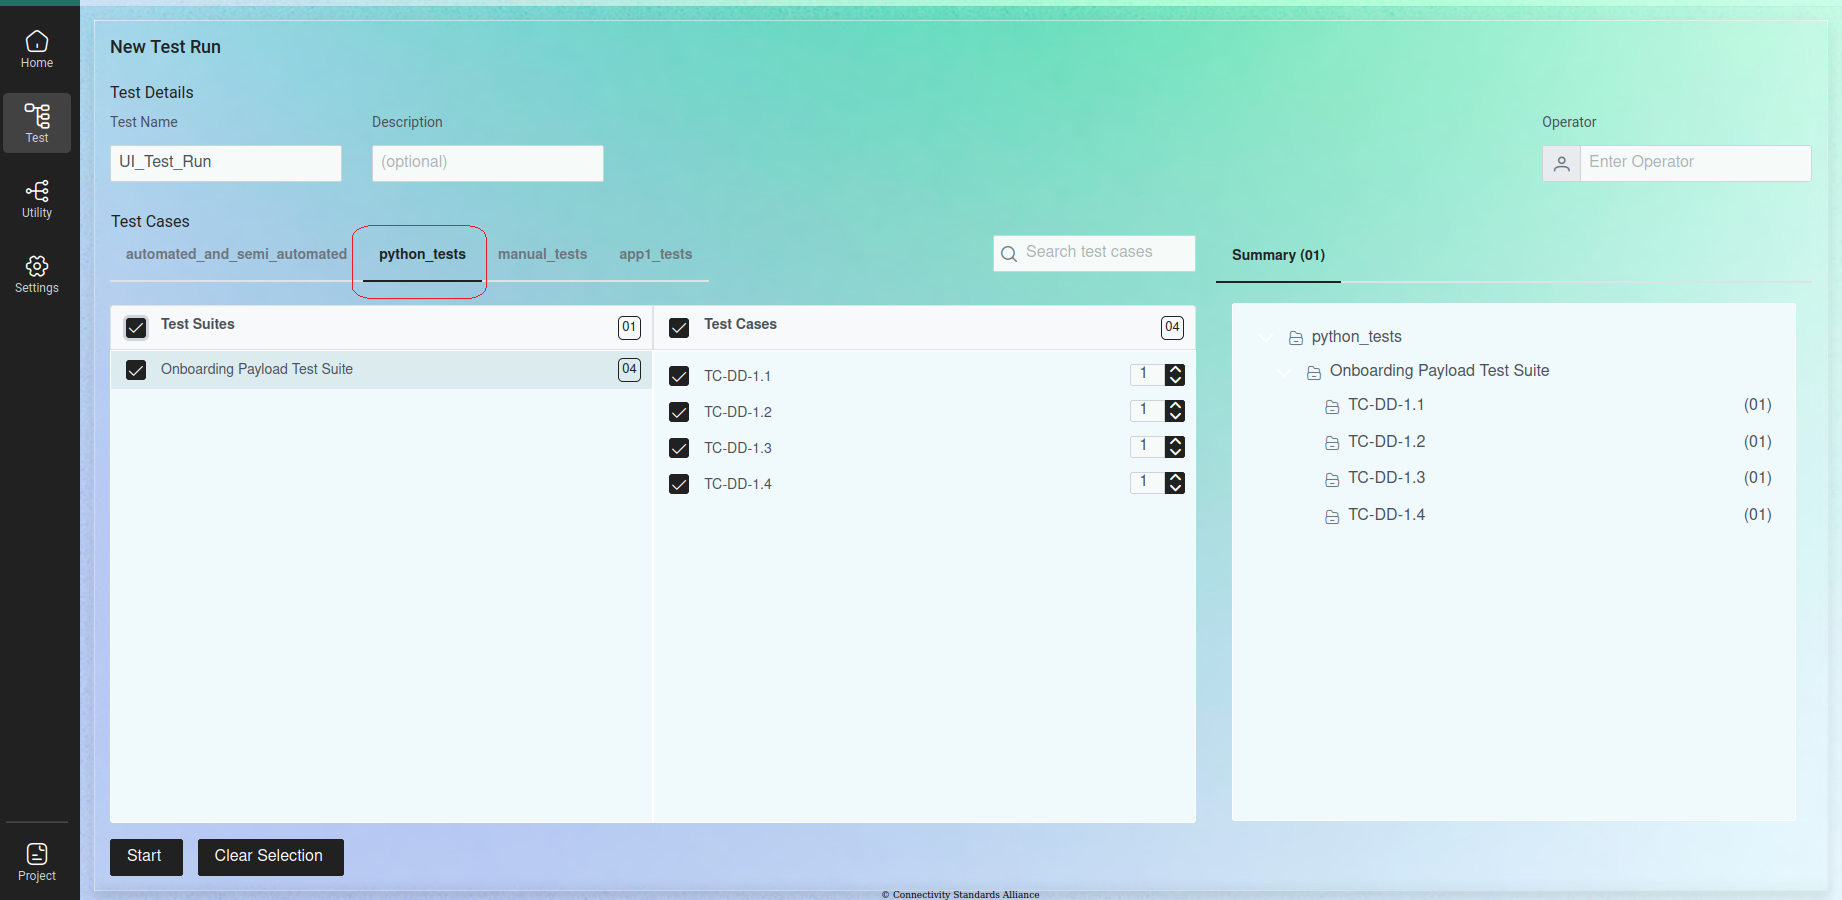 Home
Test
Utility
Settings
Project
New Test Run
Test Details
Test Name
Description
Operator
UI_Test_Run
(optional)
Enter Operator
Test Cases
automated_and_semi_automated
python_tests
manual_tests
app1_tests
Search test cases
Summary (01)
Test Suites
01
Test Cases
04
Onboarding Payload Test Suite
04
TC-DD-1.1
1
TC-DD-1.2
1
TC-DD-1.3
1
TC-DD-1.4
1
python_tests
Onboarding Payload Test Suite
TC-DD-1.1 (01)
TC-DD-1.2 (01)
TC-DD-1.3 (01)
TC-DD-1.4 (01)
Start
Clear Selection
© Connectivity Standards Alliance